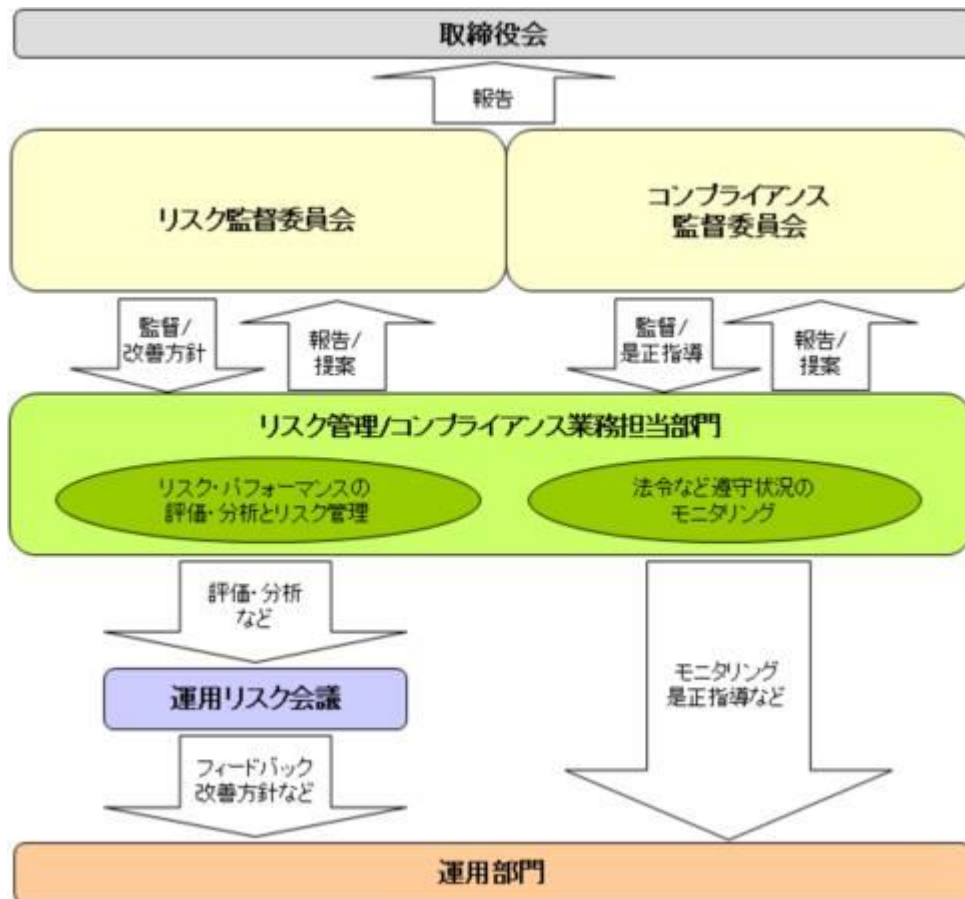 取締役会
報告
リスク監督委員会
コンプライアンス
監督委員会
監督/
改善方針
報告/
提案
監督/
是正指導
報告/
提案
リスク管理/コンプライアンス業務担当部門
リスク・パフォーマンスの
評価・分析とリスク管理
法令など遵守状況の
モニタリング
評価・分析
など
運用リスク会議
フィードバック
改善方針など
モニタリング
是正指導など
運用部門